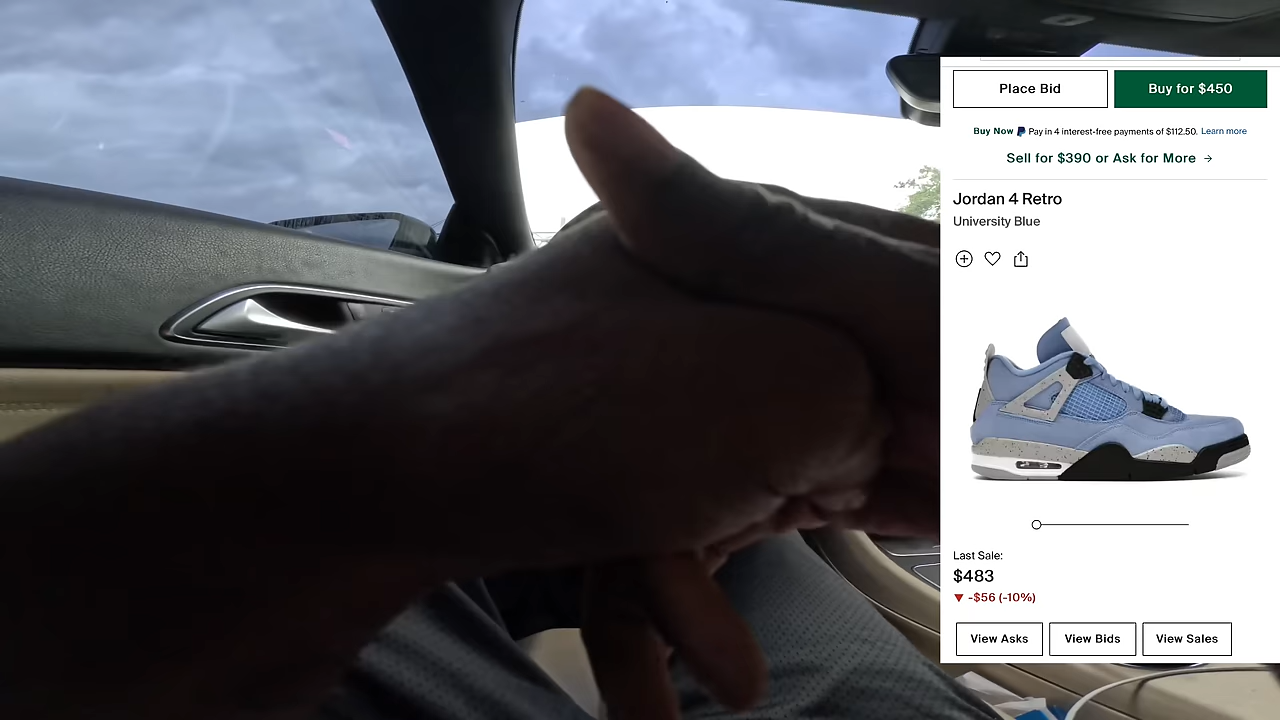 Place Bid
Buy for $450
Buy Now Pay in 4 interest-free payments of $112.50. Learn more
Sell for $390 or Ask for More →
Jordan 4 Retro
University Blue
Last Sale:
$483
▼ -$56 (-10%)
View Asks
View Bids
View Sales